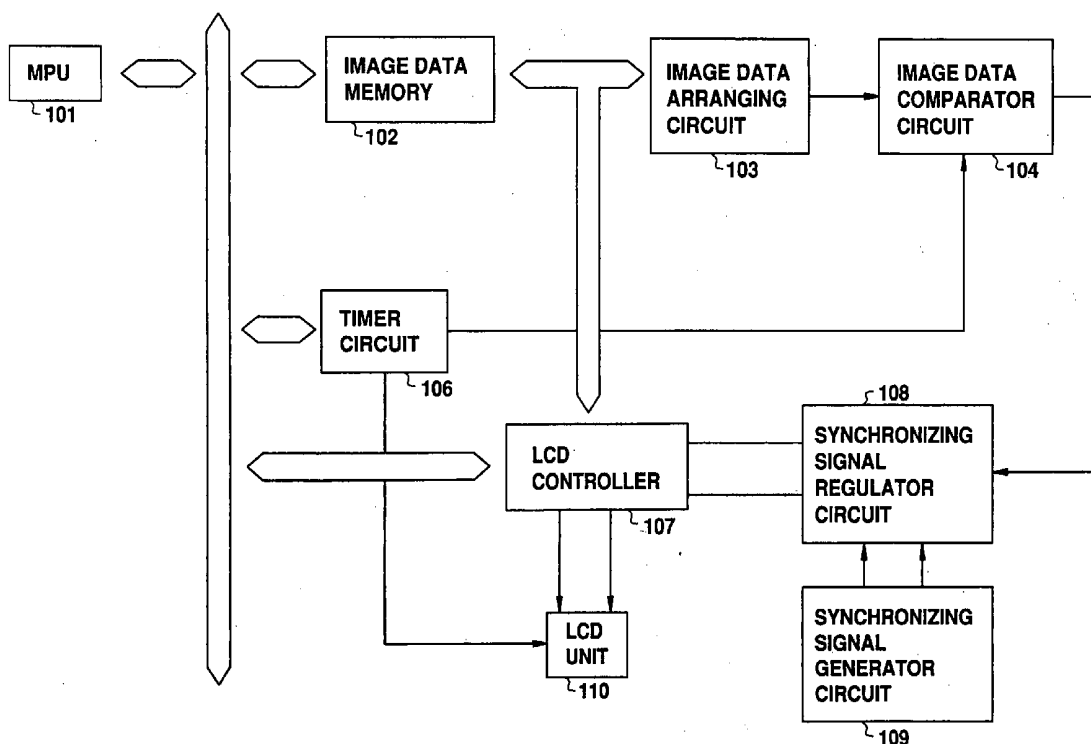 MPU
101
IMAGE DATA
MEMORY
102
IMAGE DATA
ARRANGING
CIRCUIT
103
IMAGE DATA
COMPARATOR
CIRCUIT
104
TIMER
CIRCUIT
106
LCD
CONTROLLER
107
108
SYNCHRONIZING
SIGNAL
REGULATOR
CIRCUIT
LCD
UNIT
110
SYNCHRONIZING
SIGNAL
GENERATOR
CIRCUIT
109